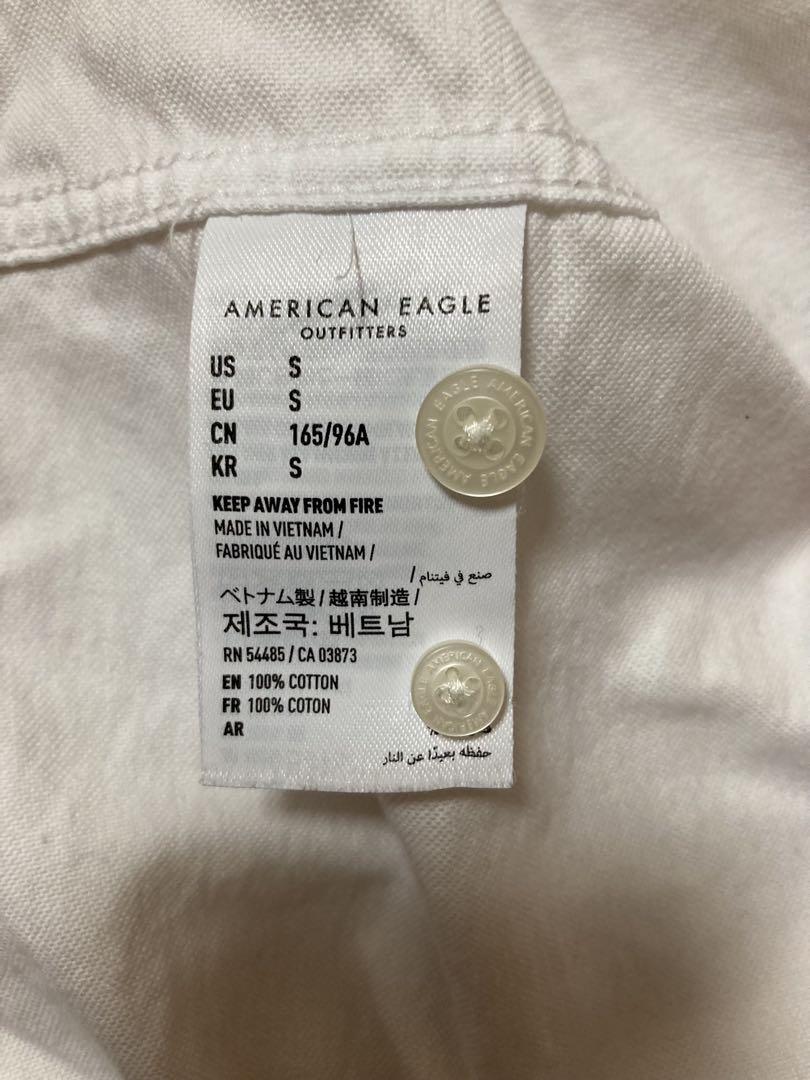 AMERICAN EAGLE
OUTFITTERS
US S
EU S
CN 165/96A
KR S
KEEP AWAY FROM FIRE
MADE IN VIETNAM /
FABRIQUÉ AU VIETNAM /
صنع في فيتنام /
ベトナム製 / 越南制造 /
제조국: 베트남
RN 54485 / CA 03873
EN 100% COTTON
FR 100% COTON
AR
حفظه بعيدًا عن النار
AMERICAN EAGLE AMERICAN EAGLE
AMERICAN EAGLE